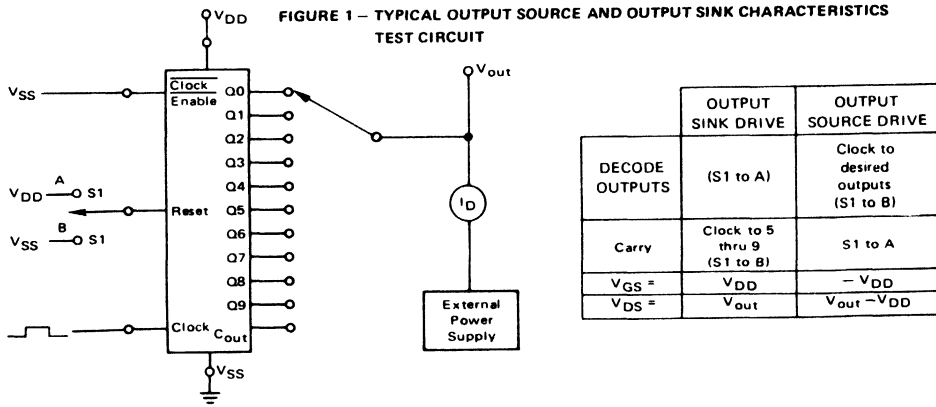 FIGURE 1 – TYPICAL OUTPUT SOURCE AND OUTPUT SINK CHARACTERISTICS
TEST CIRCUIT
VDD
VSS
Clock
Enable
Q0
Q1
Q2
Q3
Q4
Q5
Q6
Q7
Q8
Q9
Cout
VDD
A
S1
Reset
VSS
B
S1
Clock
VSS
Vout
ID
External
Power
Supply
OUTPUT
SINK DRIVE
OUTPUT
SOURCE DRIVE
DECODE
OUTPUTS
(S1 to A)
Clock to
desired
outputs
(S1 to B)
Carry
Clock to 5
thru 9
(S1 to B)
S1 to A
VGS =
VDD
– VDD
VDS =
Vout
Vout – VDD